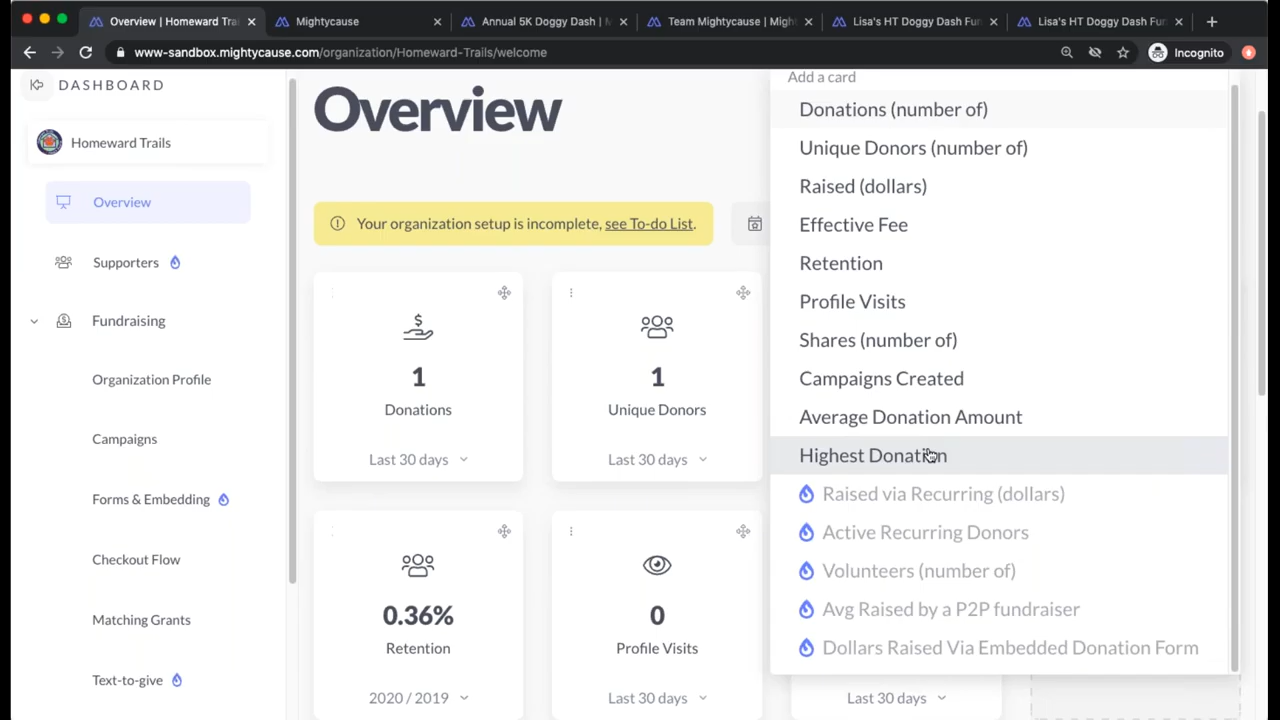 Overview | Homeward Trai
Mightycause
Annual 5K Doggy Dash | M
Team Mightycause | Might
Lisa's HT Doggy Dash Fun
Lisa's HT Doggy Dash Fun
www-sandbox.mightycause.com/organization/Homeward-Trails/welcome
Incognito
DASHBOARD
Homeward Trails
Overview
Supporters
Fundraising
Organization Profile
Campaigns
Forms & Embedding
Checkout Flow
Matching Grants
Text-to-give
Overview
Your organization setup is incomplete, see To-do List.
1
Donations
Last 30 days
1
Unique Donors
Last 30 days
0.36%
Retention
2020 / 2019
0
Profile Visits
Last 30 days
Last 30 days
Add a card
Donations (number of)
Unique Donors (number of)
Raised (dollars)
Effective Fee
Retention
Profile Visits
Shares (number of)
Campaigns Created
Average Donation Amount
Highest Donation
Raised via Recurring (dollars)
Active Recurring Donors
Volunteers (number of)
Avg Raised by a P2P fundraiser
Dollars Raised Via Embedded Donation Form